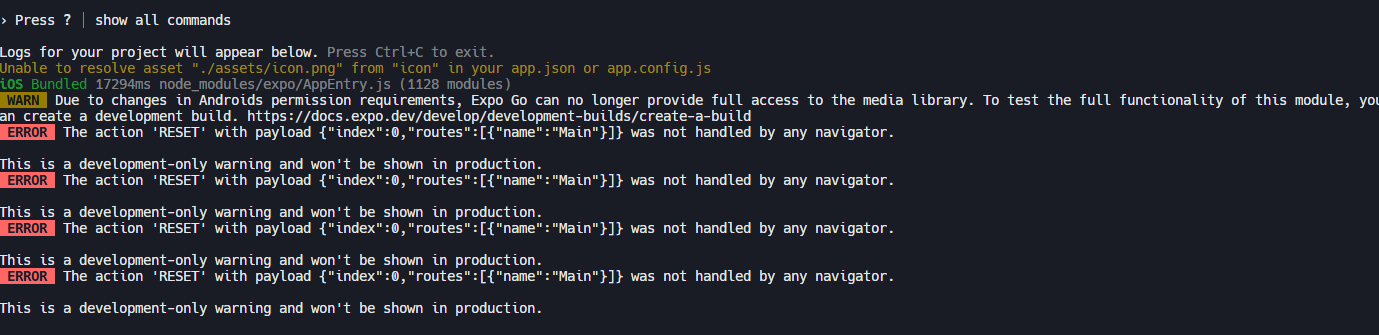 › Press ? │ show all commands
Logs for your project will appear below. Press Ctrl+C to exit.
Unable to resolve asset "./assets/icon.png" from "icon" in your app.json or app.config.js
iOS Bundled 17294ms node_modules/expo/AppEntry.js (1128 modules)
WARN Due to changes in Androids permission requirements, Expo Go can no longer provide full access to the media library. To test the full functionality of this module, you
an create a development build. https://docs.expo.dev/develop/development-builds/create-a-build
ERROR The action 'RESET' with payload {"index":0,"routes":[{"name":"Main"}]} was not handled by any navigator.
This is a development-only warning and won't be shown in production.
ERROR The action 'RESET' with payload {"index":0,"routes":[{"name":"Main"}]} was not handled by any navigator.
This is a development-only warning and won't be shown in production.
ERROR The action 'RESET' with payload {"index":0,"routes":[{"name":"Main"}]} was not handled by any navigator.
This is a development-only warning and won't be shown in production.
ERROR The action 'RESET' with payload {"index":0,"routes":[{"name":"Main"}]} was not handled by any navigator.
This is a development-only warning and won't be shown in production.